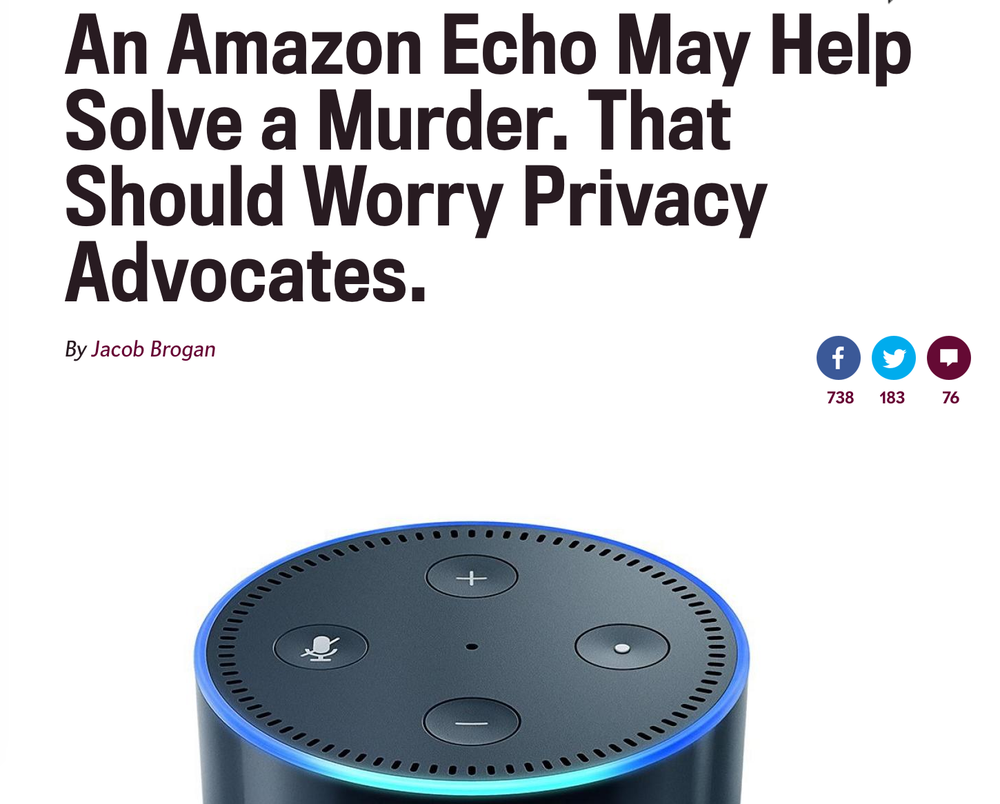 An Amazon Echo May Help
Solve a Murder. That
Should Worry Privacy
Advocates.
By Jacob Brogan
738 183 76